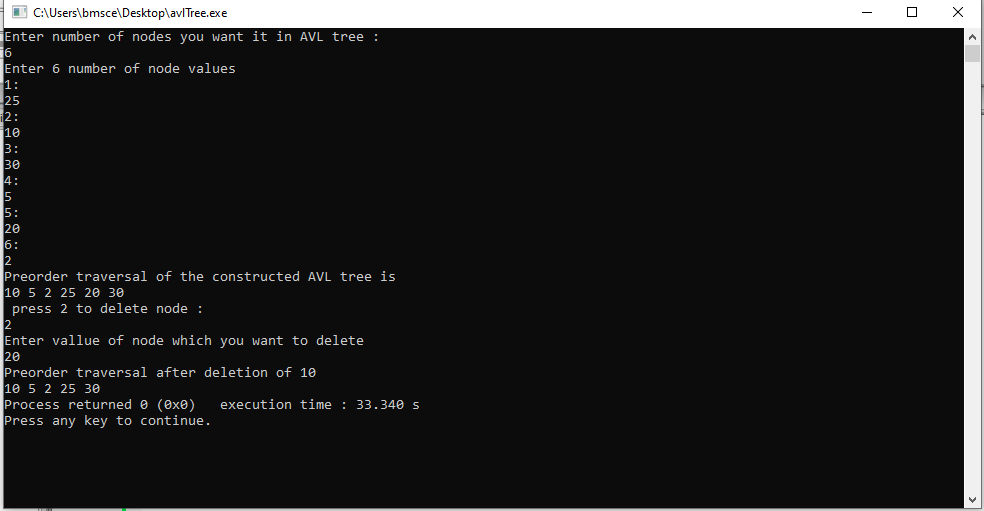 C:\Users\bmsce\Desktop\avlTree.exe
Enter number of nodes you want it in AVL tree :
6
Enter 6 number of node values
1:
25
2:
10
3:
30
4:
5
5:
20
6:
2
Preorder traversal of the constructed AVL tree is
10 5 2 25 20 30
press 2 to delete node :
2
Enter vallue of node which you want to delete
20
Preorder traversal after deletion of 10
10 5 2 25 30
Process returned 0 (0x0)   execution time : 33.340 s
Press any key to continue.